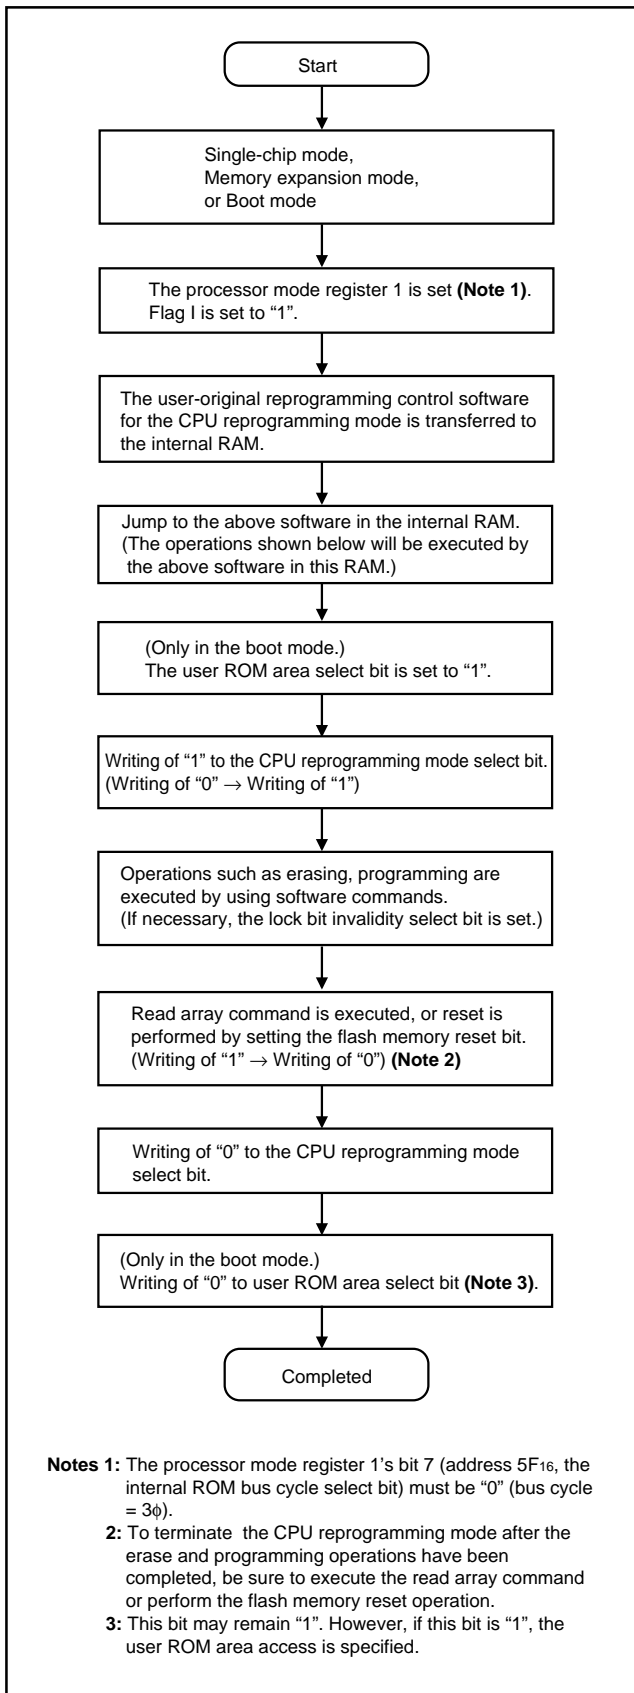 Start
Single-chip mode,
Memory expansion mode,
or Boot mode
The processor mode register 1 is set (Note 1).
Flag I is set to “1”.
The user-original reprogramming control software
for the CPU reprogramming mode is transferred to
the internal RAM.
Jump to the above software in the internal RAM.
(The operations shown below will be executed by
the above software in this RAM.)
(Only in the boot mode.)
The user ROM area select bit is set to “1”.
Writing of “1” to the CPU reprogramming mode select bit.
(Writing of “0” → Writing of “1”)
Operations such as erasing, programming are
executed by using software commands.
(If necessary, the lock bit invalidity select bit is set.)
Read array command is executed, or reset is
performed by setting the flash memory reset bit.
(Writing of “1” → Writing of “0”) (Note 2)
Writing of “0” to the CPU reprogramming mode
select bit.
(Only in the boot mode.)
Writing of “0” to user ROM area select bit (Note 3).
Completed
Notes 1: The processor mode register 1’s bit 7 (address 5F₁₆, the
internal ROM bus cycle select bit) must be “0” (bus cycle
= 3ϕ).
2: To terminate the CPU reprogramming mode after the
erase and programming operations have been
completed, be sure to execute the read array command
or perform the flash memory reset operation.
3: This bit may remain “1”. However, if this bit is “1”, the
user ROM area access is specified.